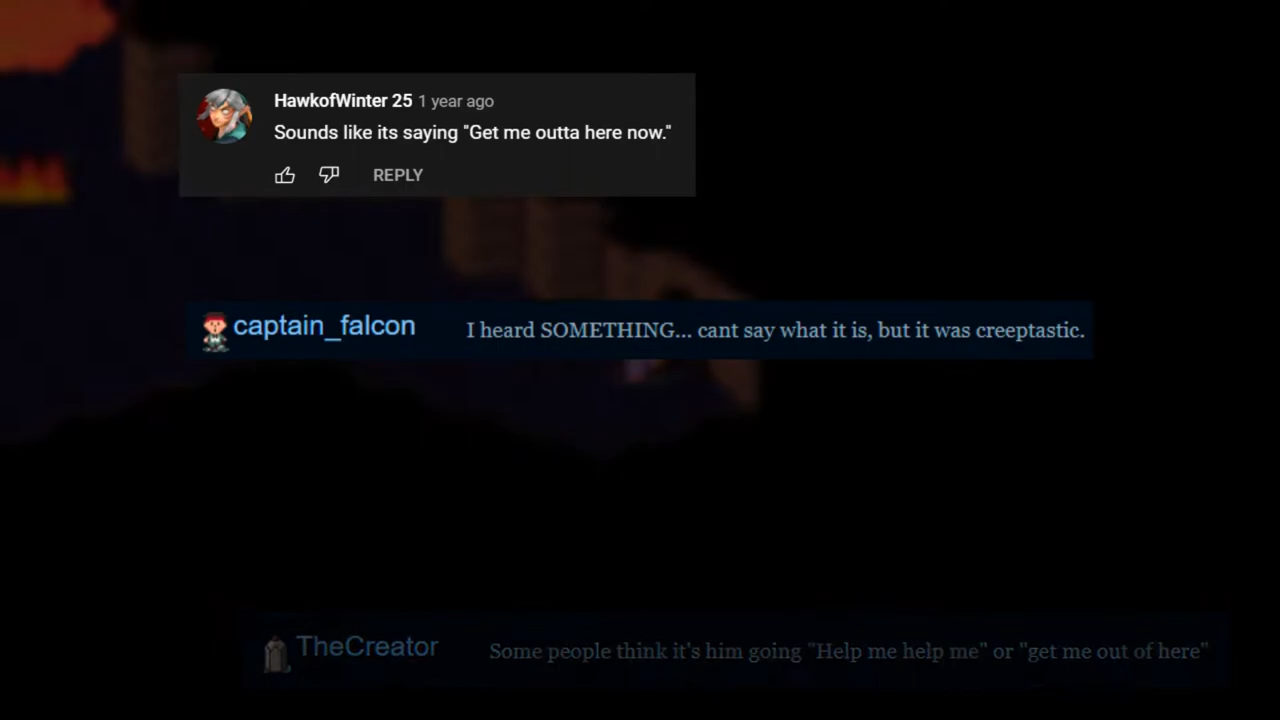 HawkofWinter 25 1 year ago
Sounds like its saying "Get me outta here now."
REPLY
captain_falcon I heard SOMETHING... cant say what it is, but it was creeptastic.
TheCreator Some people think it's him going "Help me help me" or "get me out of here"